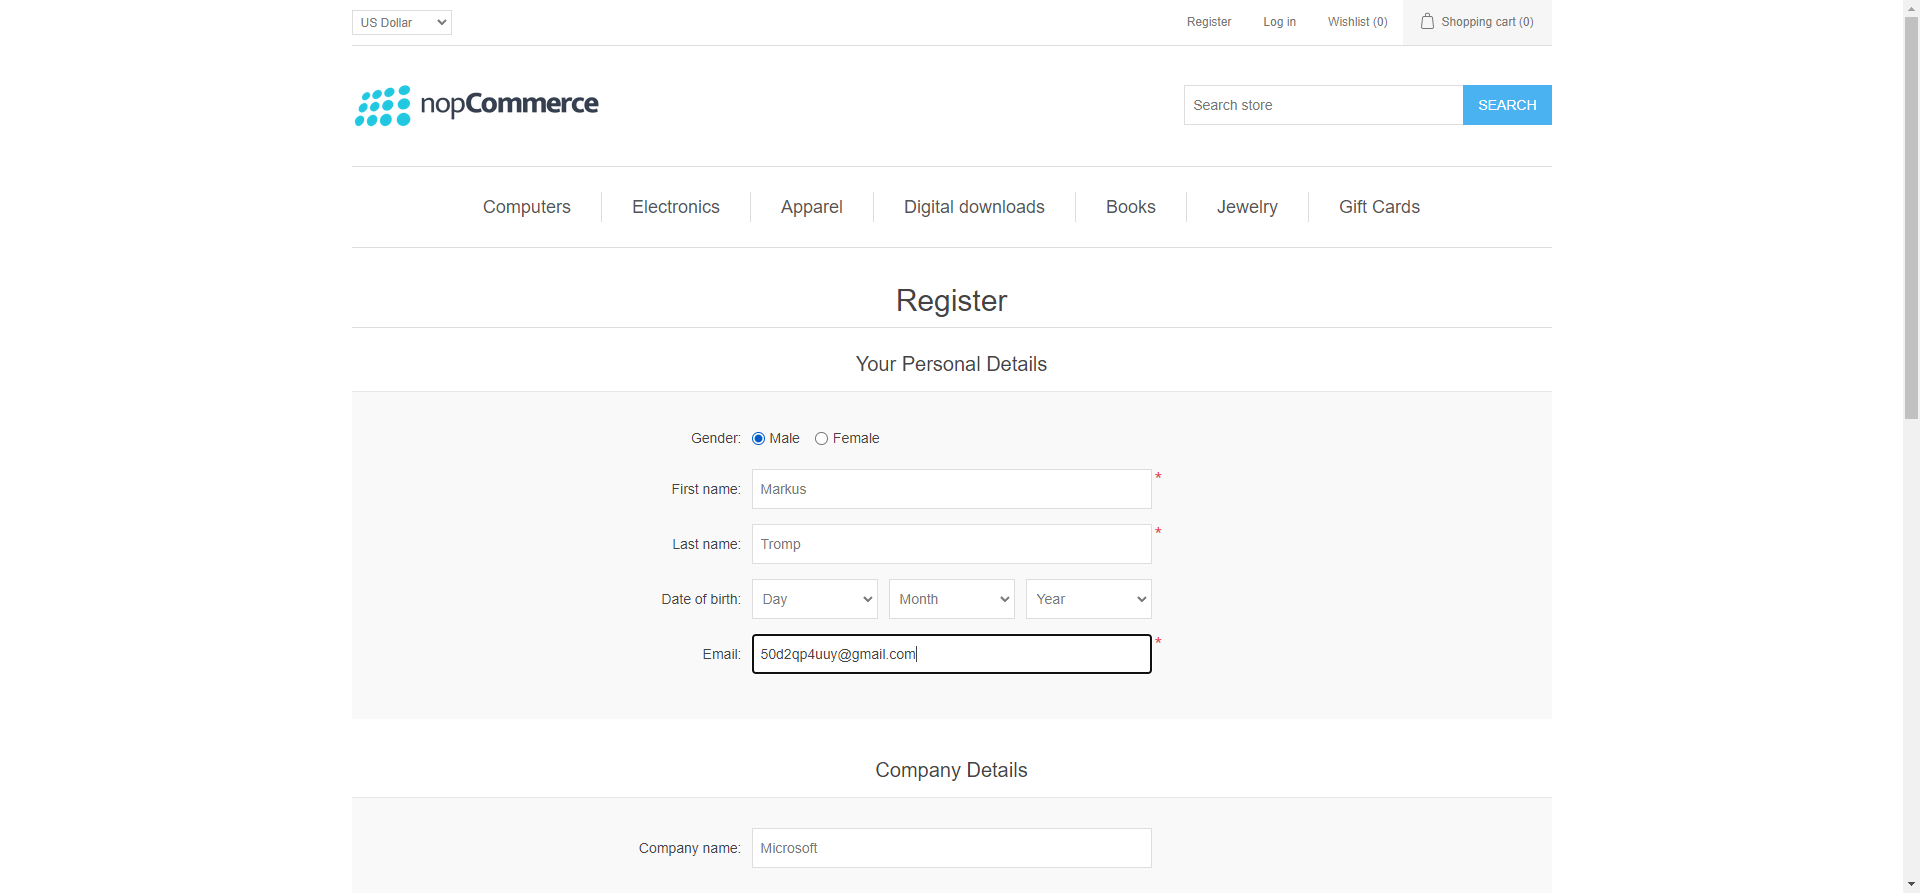 US Dollar
Register
Log in
Wishlist (0)
Shopping cart (0)
nopCommerce
Search store
SEARCH
Computers
Electronics
Apparel
Digital downloads
Books
Jewelry
Gift Cards
Register
Your Personal Details
Gender: Male Female
First name: Markus *
Last name: Tromp *
Date of birth: Day Month Year
Email: 50d2qp4uuy@gmail.com *
Company Details
Company name: Microsoft